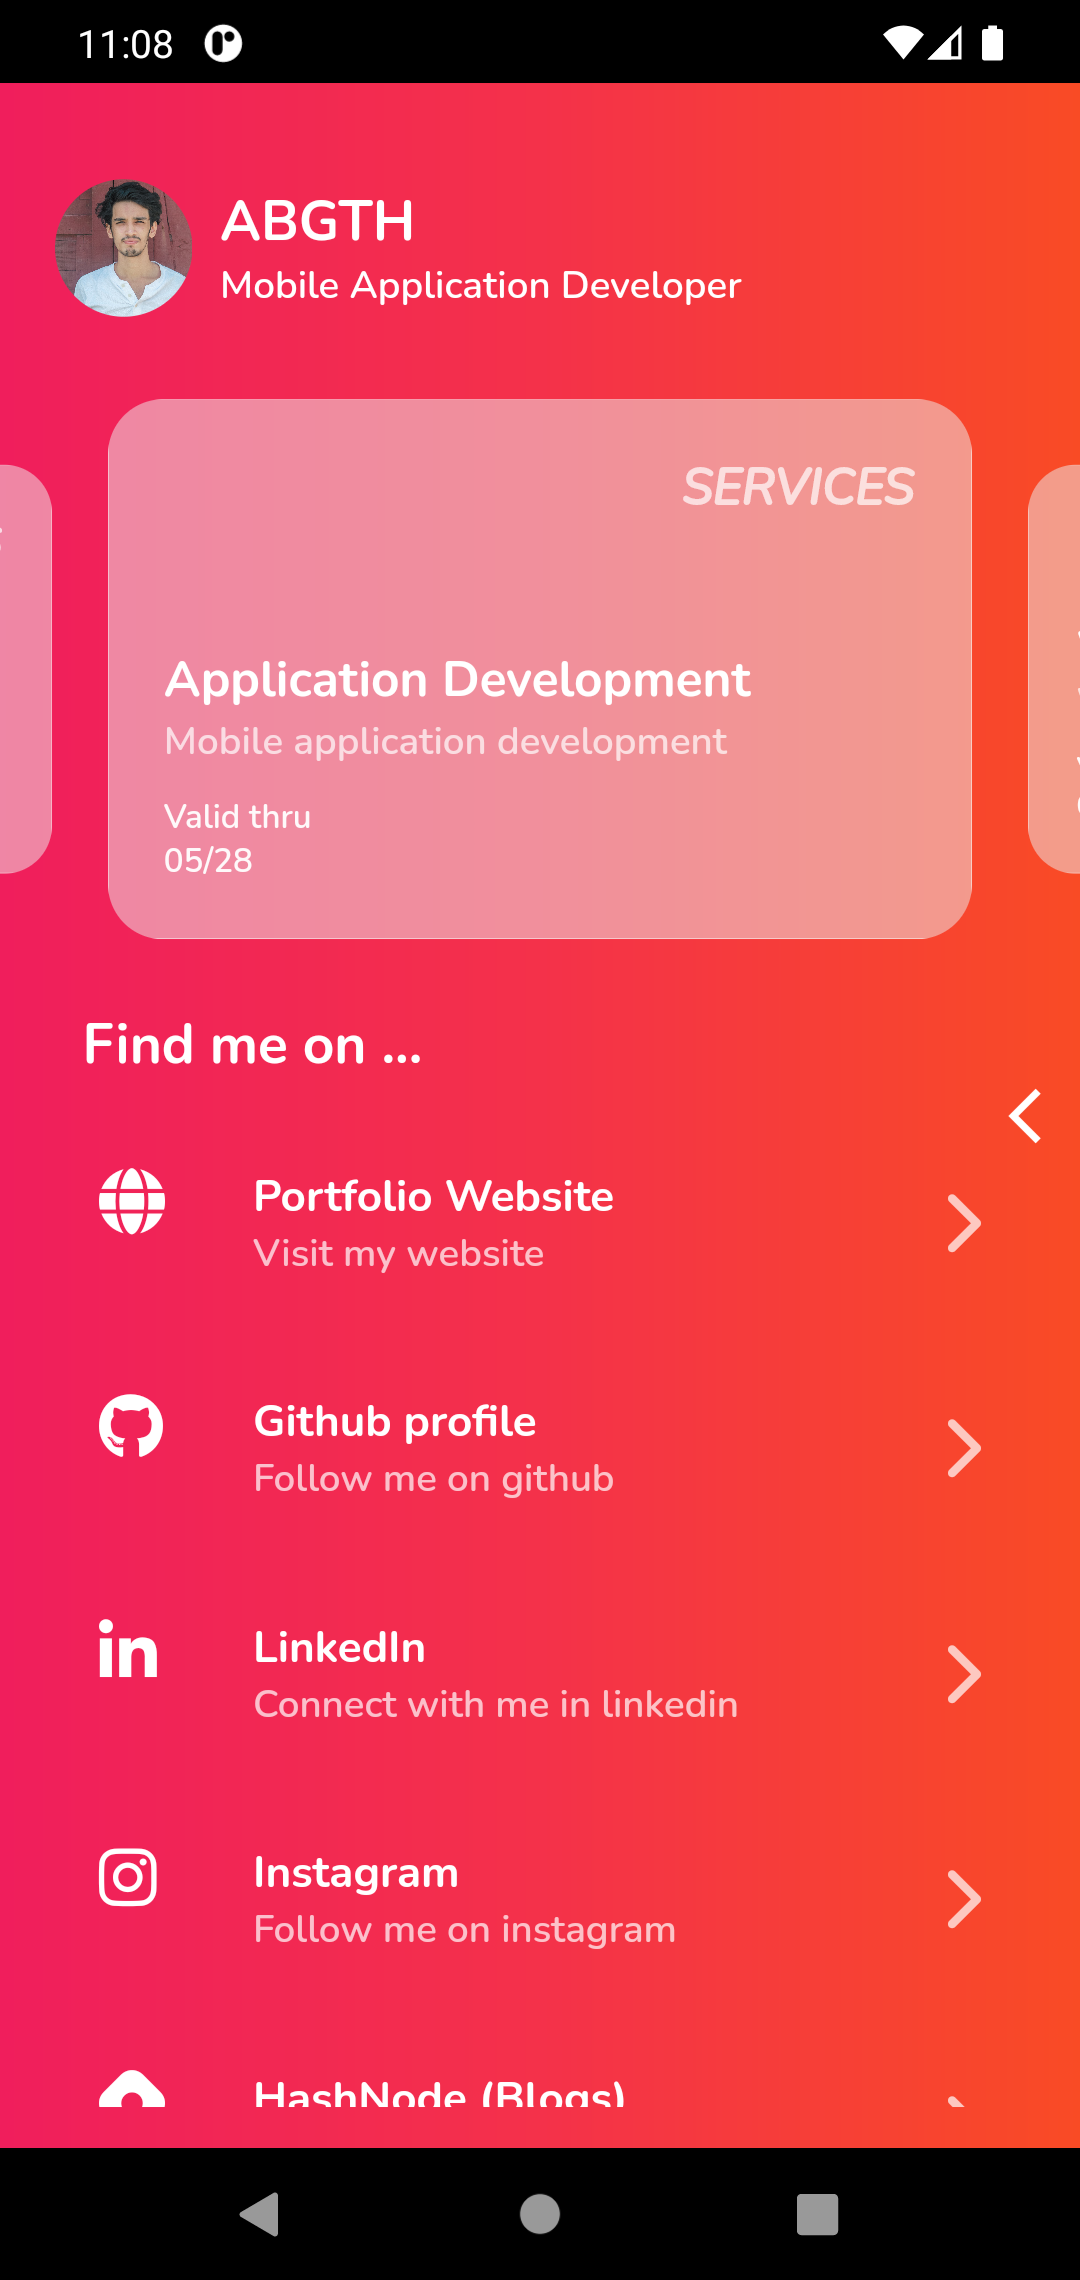 11:08
ABGTH
Mobile Application Developer
SERVICES
Application Development
Mobile application development
Valid thru
05/28
Find me on ...
Portfolio Website
Visit my website
Github profile
Follow me on github
in
LinkedIn
Connect with me in linkedin
Instagram
Follow me on instagram
HashNode (Blogs)